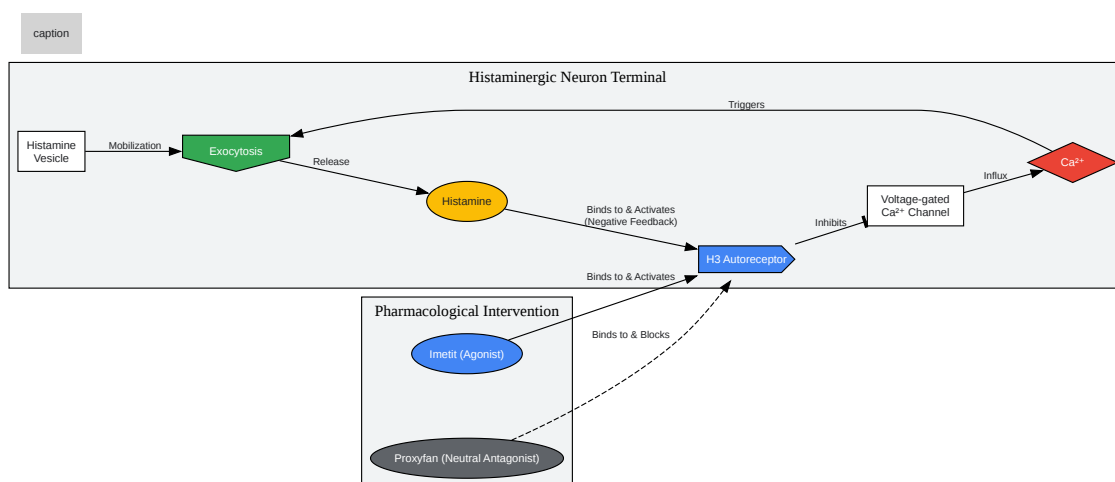 caption
Histaminergic Neuron Terminal
Triggers
Histamine
Vesicle
Mobilization
Exocytosis
Release
Histamine
Binds to & Activates
(Negative Feedback)
H3 Autoreceptor
Inhibits
Voltage-gated
Ca²⁺ Channel
Influx
Ca²⁺
Binds to & Activates
Pharmacological Intervention
Imetit (Agonist)
Binds to & Blocks
Proxyfan (Neutral Antagonist)